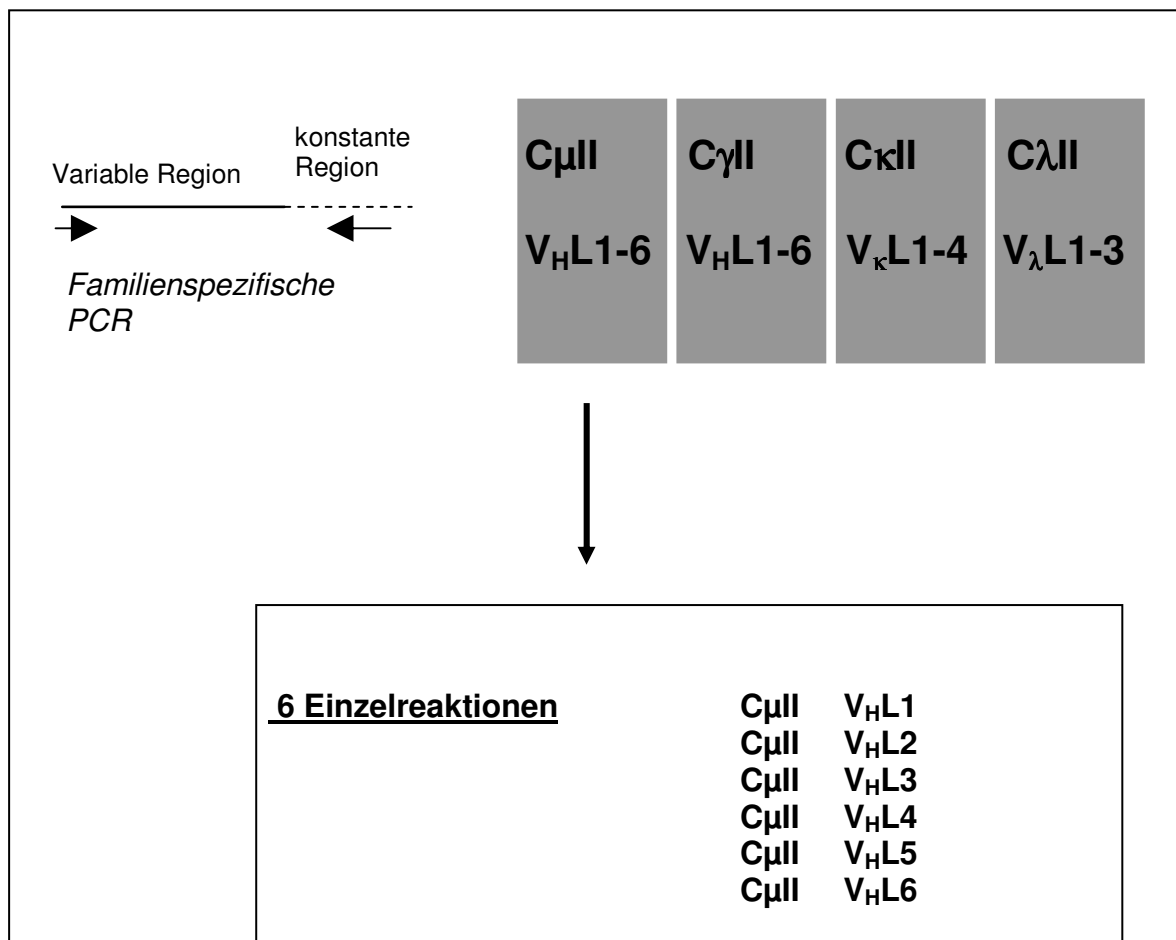 konstante
Region
Variable Region
Familienspezifische
PCR
CµII CγII CκII CλII
VHL1-6 VHL1-6 VκL1-4 VλL1-3
6 Einzelreaktionen CµII VHL1
CµII VHL2
CµII VHL3
CµII VHL4
CµII VHL5
CµII VHL6